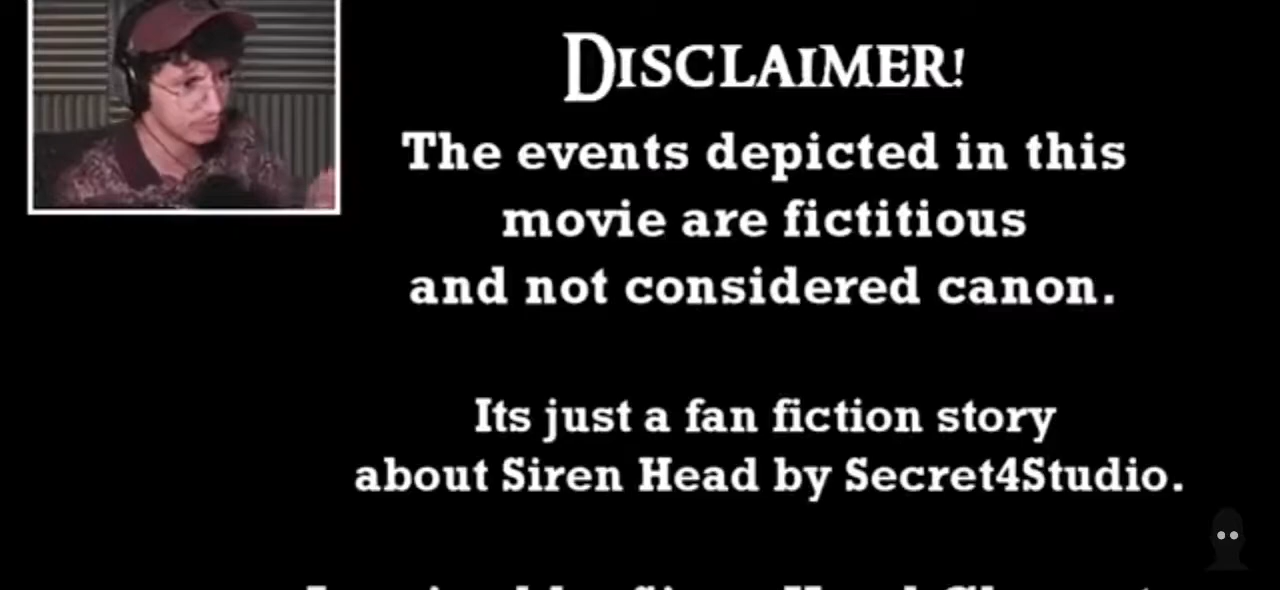 DISCLAIMER!
The events depicted in this
movie are fictitious
and not considered canon.
Its just a fan fiction story
about Siren Head by Secret4Studio.